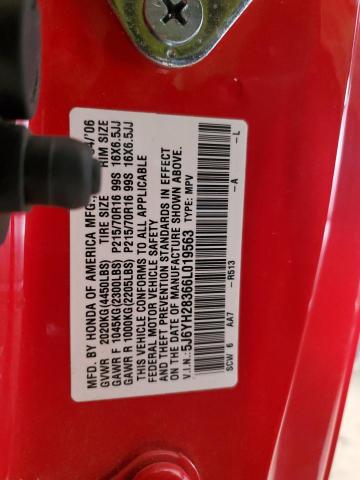 MFD. BY HONDA OF AMERICA MFG., 04/'06
GVWR 2020KG(4450LBS) TIRE SIZE RIM SIZE
GAWR F 1045KG(2300LBS) P215/70R16 99S 16X6.5JJ
GAWR R 1000KG(2205LBS) P215/70R16 99S 16X6.5JJ
THIS VEHICLE CONFORMS TO ALL APPLICABLE
FEDERAL MOTOR VEHICLE SAFETY
AND THEFT PREVENTION STANDARDS IN EFFECT
ON THE DATE OF MANUFACTURE SHOWN ABOVE.
V.I.N.: 5J6YH28366L019563 TYPE: MPV
SCW 6 AA7 -R513 -A -L